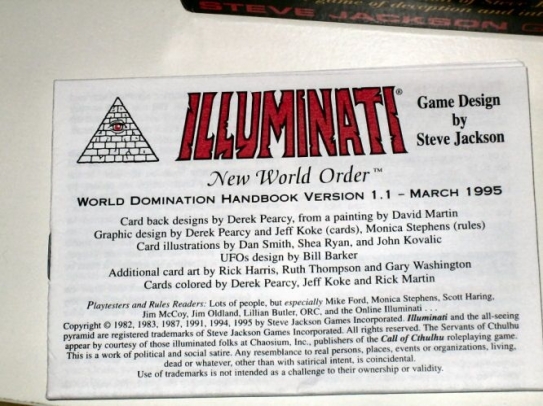 STEVE JACKSON
ILLUMINATI®
Game Design
by
Steve Jackson
New World Order™
WORLD DOMINATION HANDBOOK VERSION 1.1 – MARCH 1995
Card back designs by Derek Pearcy, from a painting by David Martin
Graphic design by Derek Pearcy and Jeff Koke (cards), Monica Stephens (rules)
Card illustrations by Dan Smith, Shea Ryan, and John Kovalic
UFOs design by Bill Barker
Additional card art by Rick Harris, Ruth Thompson and Gary Washington
Cards colored by Derek Pearcy, Jeff Koke and Rick Martin
Playtesters and Rules Readers: Lots of people, but especially Mike Ford, Monica Stephens, Scott Haring,
Jim McCoy, Jim Oldland, Lillian Butler, ORC, and the Online Illuminati . . .
Copyright © 1982, 1983, 1987, 1991, 1994, 1995 by Steve Jackson Games Incorporated. Illuminati and the all-seeing
pyramid are registered trademarks of Steve Jackson Games Incorporated. All rights reserved. The Servants of Cthulhu
appear by courtesy of those illuminated folks at Chaosium, Inc., publishers of the Call of Cthulhu roleplaying game.
This is a work of political and social satire. Any resemblance to real persons, places, events or organizations, living,
dead or whatever, other than with satirical intent, is coincidental.
Use of trademarks is not intended as a challenge to their ownership or validity.